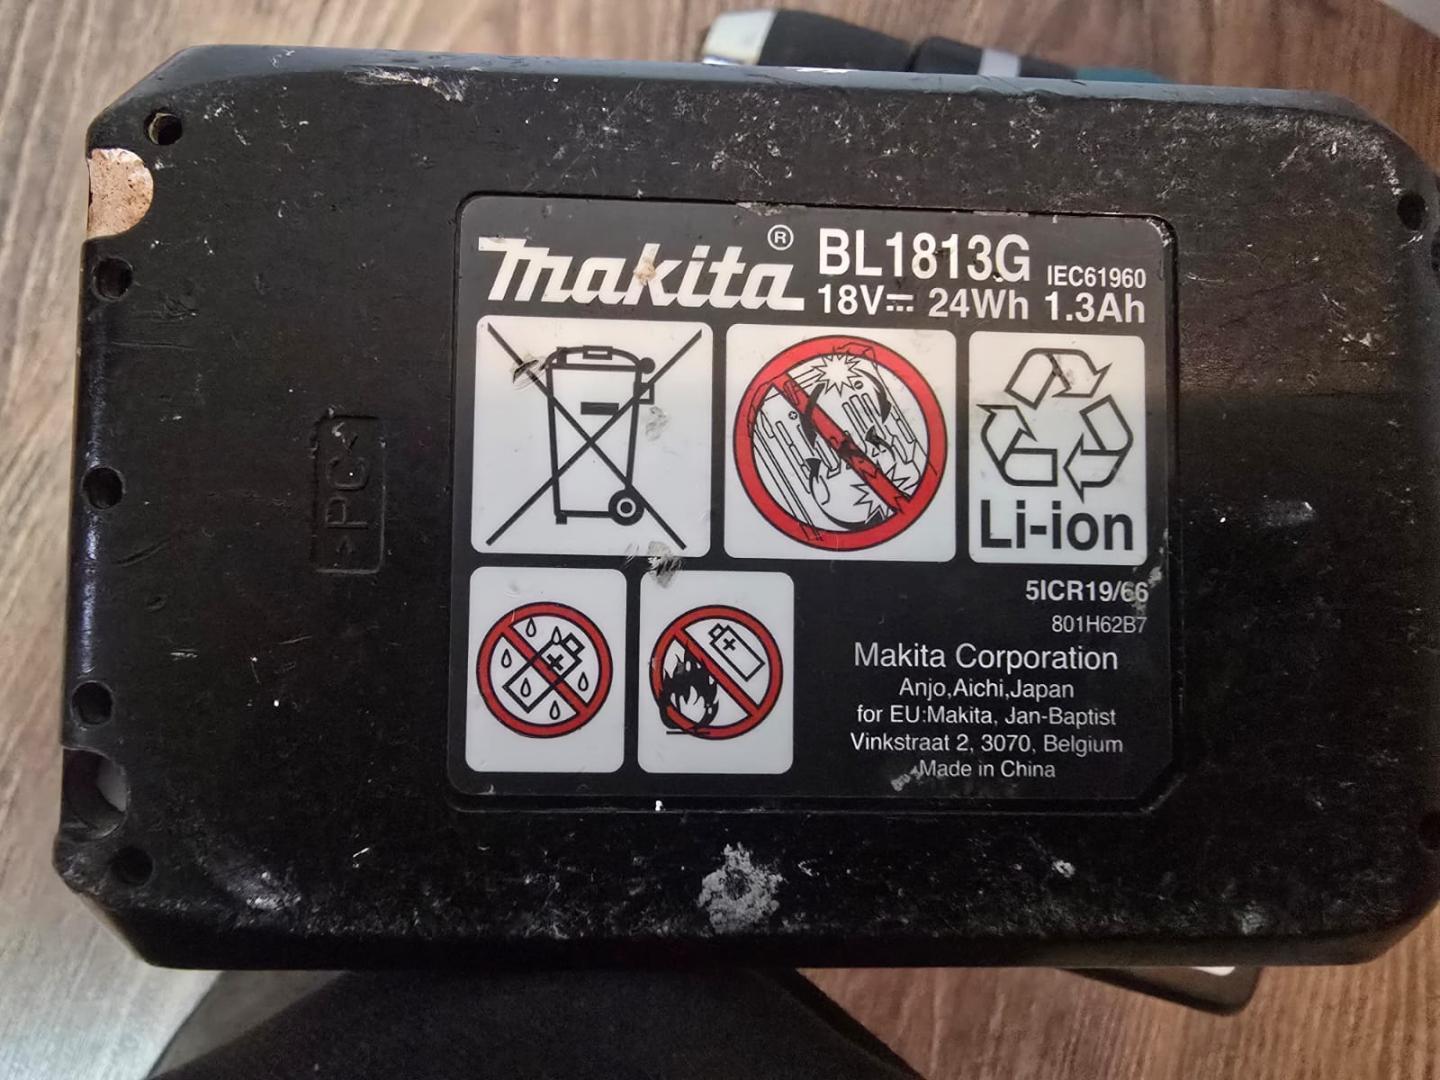 makita® BL1813G IEC61960
18V⎓ 24Wh 1.3Ah
Li-ion
5ICR19/66
801H62B7
Makita Corporation
Anjo,Aichi,Japan
for EU:Makita, Jan-Baptist
Vinkstraat 2, 3070, Belgium
Made in China
>PC<